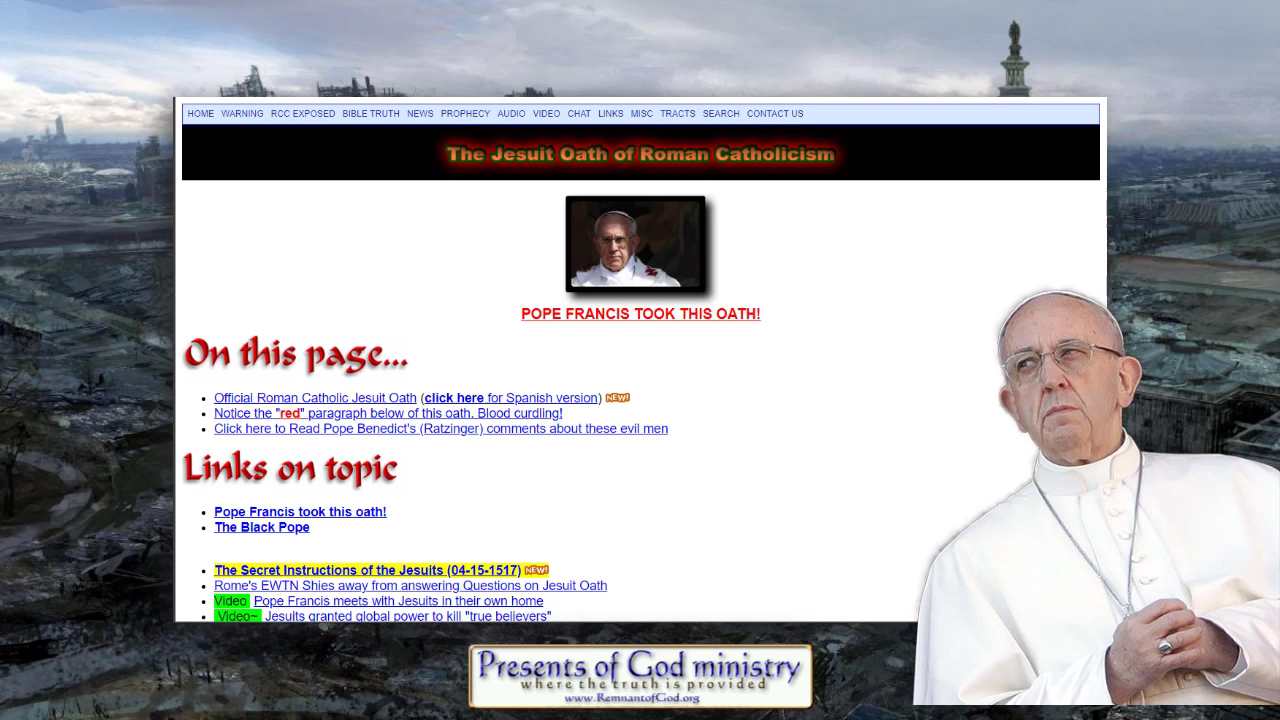 HOME WARNING RCC EXPOSED BIBLE TRUTH NEWS PROPHECY AUDIO VIDEO CHAT LINKS MISC TRACTS SEARCH CONTACT US
The Jesuit Oath of Roman Catholicism
POPE FRANCIS TOOK THIS OATH!
On this page...
Official Roman Catholic Jesuit Oath (click here for Spanish version) NEW!
Notice the "red" paragraph below of this oath. Blood curdling!
Click here to Read Pope Benedict's (Ratzinger) comments about these evil men
Links on topic
Pope Francis took this oath!
The Black Pope
The Secret Instructions of the Jesuits (04-15-1517) NEW!
Rome's EWTN Shies away from answering Questions on Jesuit Oath
Video Pope Francis meets with Jesuits in their own home
Video~ Jesuits granted global power to kill "true believers"
Presents of God ministry
where the truth is provided
www.RemnantofGod.org